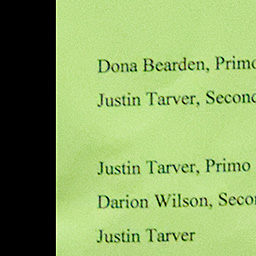 Dona Bearden, Primo
Justin Tarver, Second
Justin Tarver, Primo
Darion Wilson, Secon
Justin Tarver